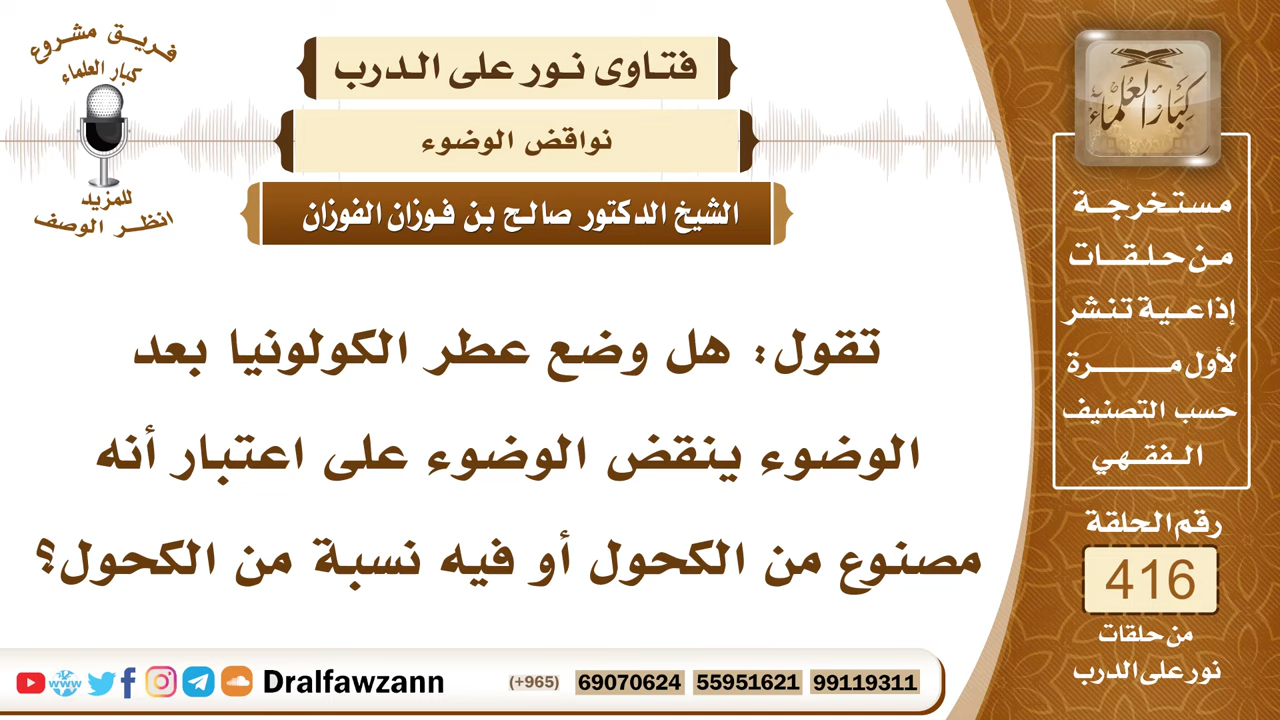 فريق مشروع
كبار العلماء
للمزيد
انظر الوصف
فتاوى نور على الدرب
نواقض الوضوء
الشيخ الدكتور صالح بن فوزان الفوزان
تقول: هل وضع عطر الكولونيا بعد
الوضوء ينقض الوضوء على اعتبار أنه
مصنوع من الكحول أو فيه نسبة من الكحول؟
كبار العلماء
مستخرجة
من حلقات
إذاعية تنشر
لأول مرة
حسب التصنيف
الفقهي
رقم الحلقة
416
من حلقات
نور على الدرب
www Dralfawzann (+965) 69070624 55951621 99119311